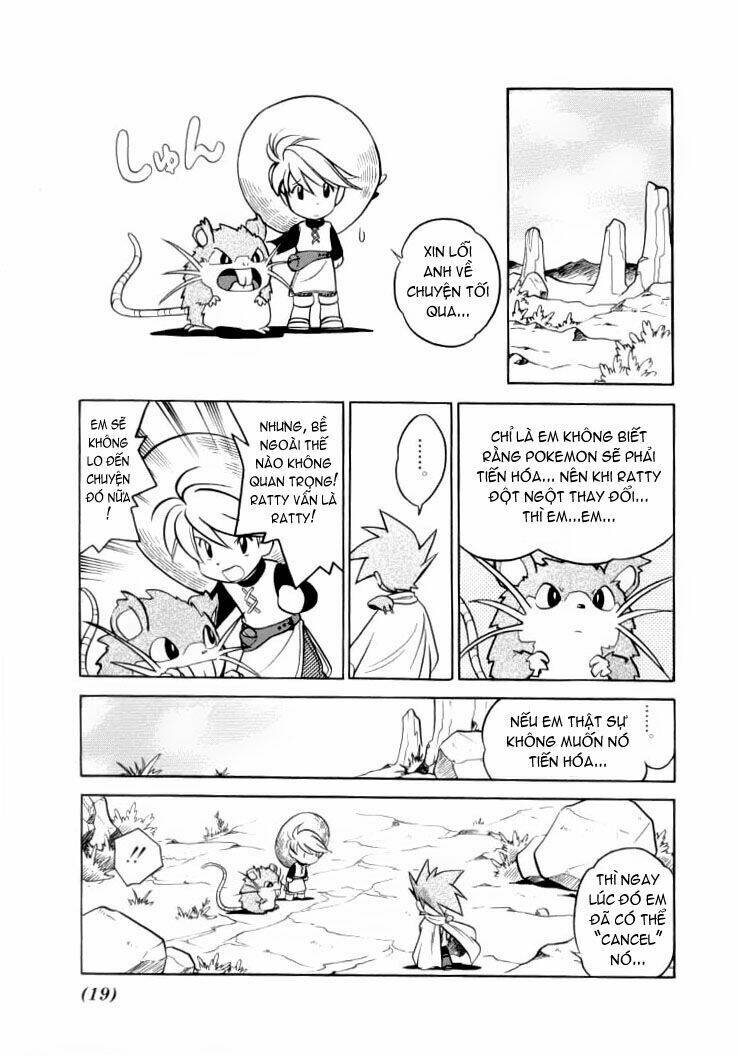 しゅん
XIN LỖI
ANH VỀ
CHUYỆN TỐI
QUA...
CHỈ LÀ EM KHÔNG BIẾT
RẰNG POKEMON SẼ PHẢI
TIẾN HÓA... NÊN KHI RATTY
ĐỘT NGỘT THAY ĐỔI...
THÌ EM...EM...
......
NHƯNG, BỀ
NGOÀI THẾ
NÀO KHÔNG
QUAN TRỌNG!
RATTY VẪN LÀ
RATTY!
EM SẼ
KHÔNG
LO ĐẾN
CHUYỆN
ĐÓ NỮA
!
......
NẾU EM THẬT SỰ
KHÔNG MUỐN NÓ
TIẾN HÓA...
!!
THÌ NGAY
LÚC ĐÓ EM
ĐÃ CÓ THỂ
"CANCEL"
NÓ...
(19)